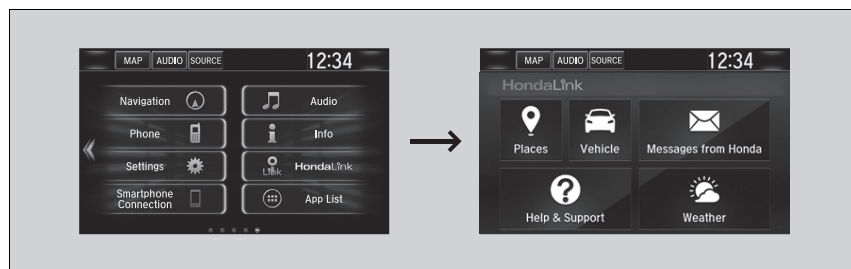 MAP AUDIO SOURCE 12:34
Navigation
Audio
Phone
Info
Settings
Link HondaLink
Smartphone
Connection
App List
MAP AUDIO SOURCE 12:34
HondaLink
Places Vehicle Messages from Honda
Help & Support Weather